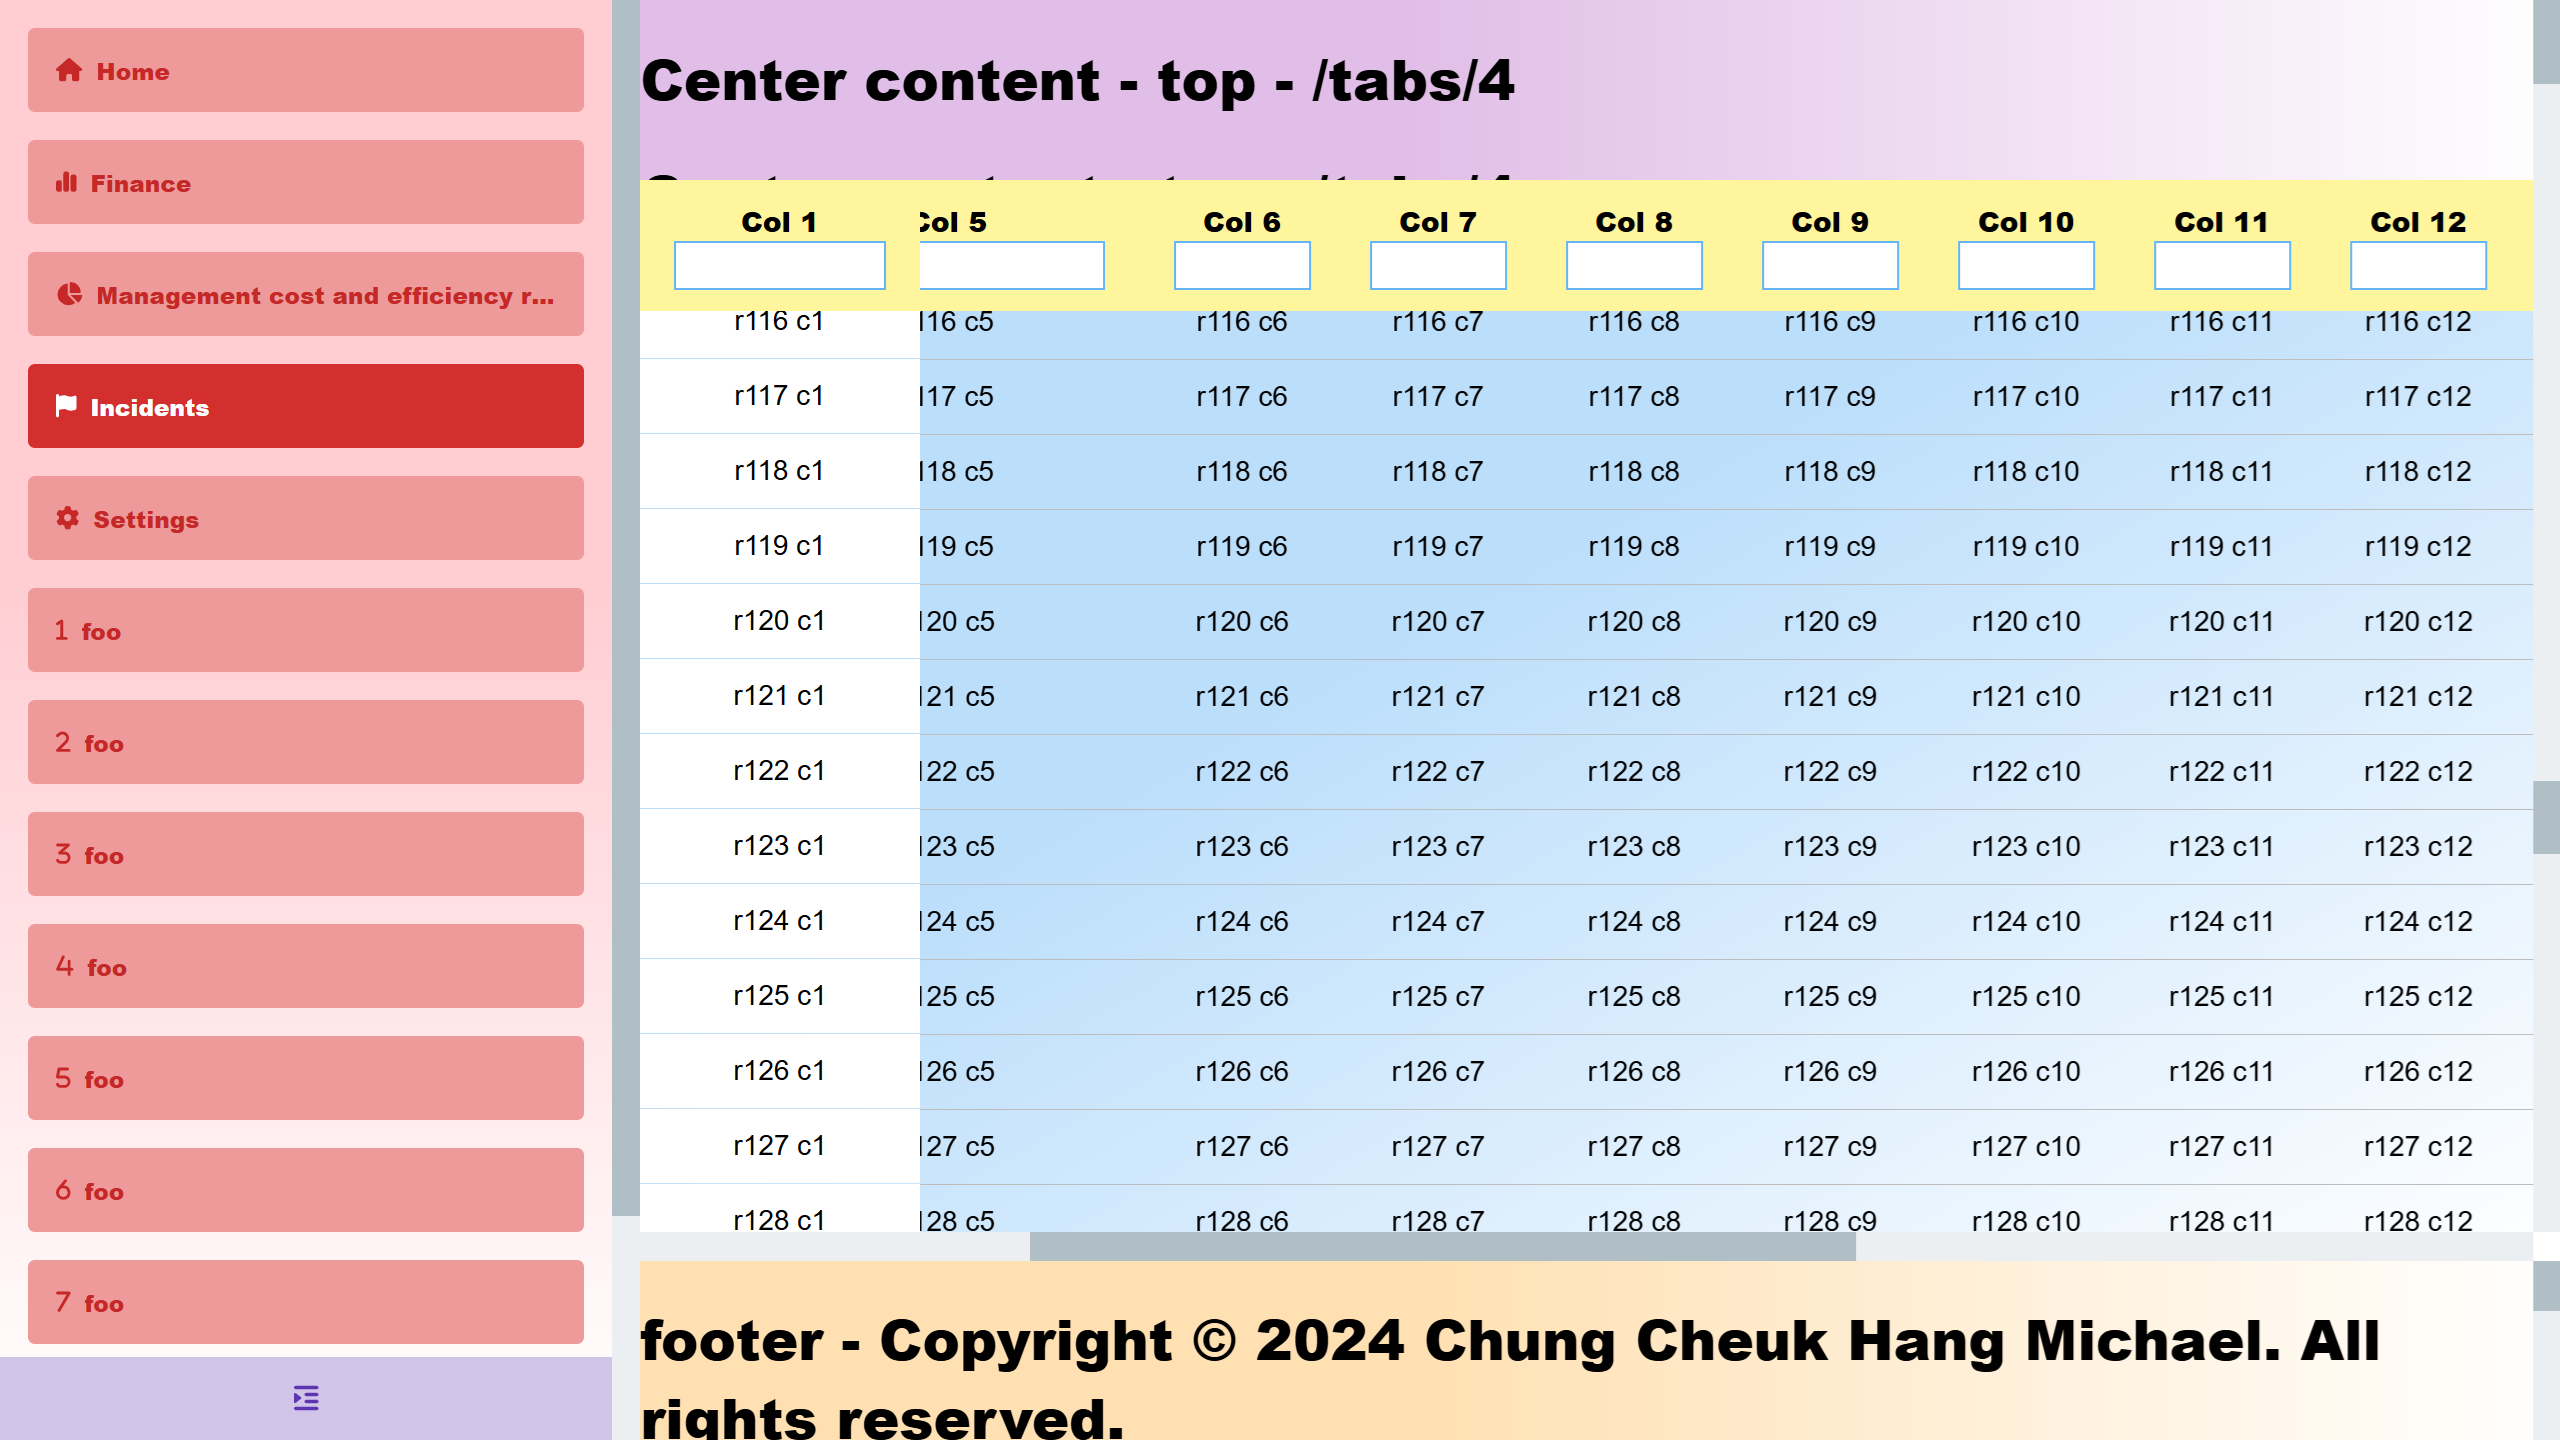 Home
Finance
Management cost and efficiency r...
Incidents
Settings
1 foo
2 foo
3 foo
4 foo
5 foo
6 foo
7 foo
Center content - top - /tabs/4
Col 1 Col 5 Col 6 Col 7 Col 8 Col 9 Col 10 Col 11 Col 12
r116 c1 116 c5 r116 c6 r116 c7 r116 c8 r116 c9 r116 c10 r116 c11 r116 c12
r117 c1 117 c5 r117 c6 r117 c7 r117 c8 r117 c9 r117 c10 r117 c11 r117 c12
r118 c1 118 c5 r118 c6 r118 c7 r118 c8 r118 c9 r118 c10 r118 c11 r118 c12
r119 c1 119 c5 r119 c6 r119 c7 r119 c8 r119 c9 r119 c10 r119 c11 r119 c12
r120 c1 120 c5 r120 c6 r120 c7 r120 c8 r120 c9 r120 c10 r120 c11 r120 c12
r121 c1 121 c5 r121 c6 r121 c7 r121 c8 r121 c9 r121 c10 r121 c11 r121 c12
r122 c1 122 c5 r122 c6 r122 c7 r122 c8 r122 c9 r122 c10 r122 c11 r122 c12
r123 c1 123 c5 r123 c6 r123 c7 r123 c8 r123 c9 r123 c10 r123 c11 r123 c12
r124 c1 124 c5 r124 c6 r124 c7 r124 c8 r124 c9 r124 c10 r124 c11 r124 c12
r125 c1 125 c5 r125 c6 r125 c7 r125 c8 r125 c9 r125 c10 r125 c11 r125 c12
r126 c1 126 c5 r126 c6 r126 c7 r126 c8 r126 c9 r126 c10 r126 c11 r126 c12
r127 c1 127 c5 r127 c6 r127 c7 r127 c8 r127 c9 r127 c10 r127 c11 r127 c12
r128 c1 128 c5 r128 c6 r128 c7 r128 c8 r128 c9 r128 c10 r128 c11 r128 c12
footer - Copyright © 2024 Chung Cheuk Hang Michael. All
rights reserved.